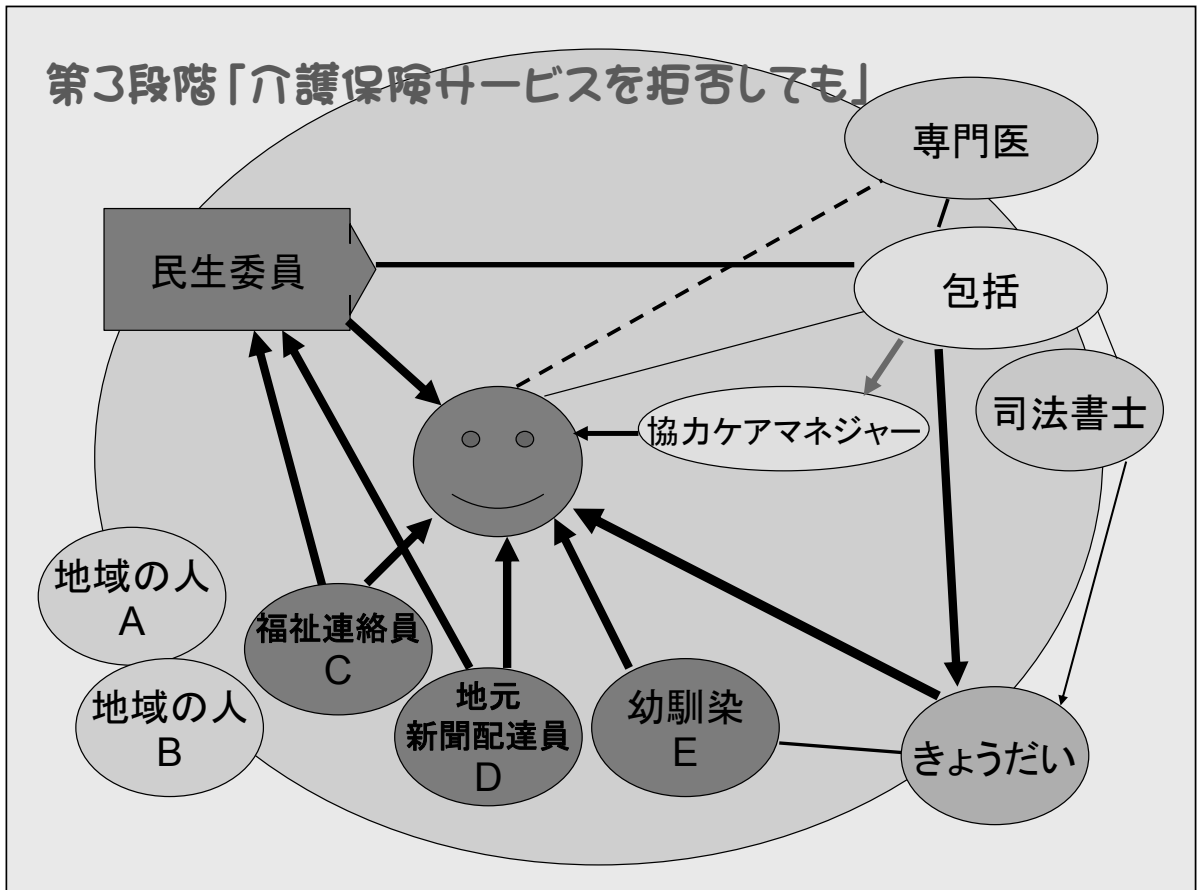 第3段階「介護保険サービスを拒否しても」
専門医
民生委員
包括
協力ケアマネジャー
司法書士
地域の人
A
福祉連絡員
C
地域の人
B
地元
新聞配達員
D
幼馴染
E
きょうだい